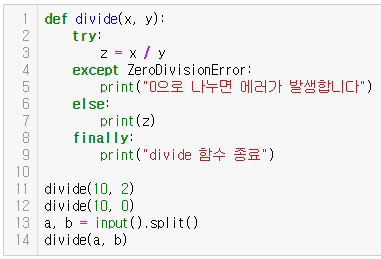 1 def divide(x, y):
2     try:
3         z = x / y
4     except ZeroDivisionError:
5         print("0으로 나누면 에러가 발생합니다")
6     else:
7         print(z)
8     finally:
9         print("divide 함수 종료")
10
11 divide(10, 2)
12 divide(10, 0)
13 a, b = input().split()
14 divide(a, b)